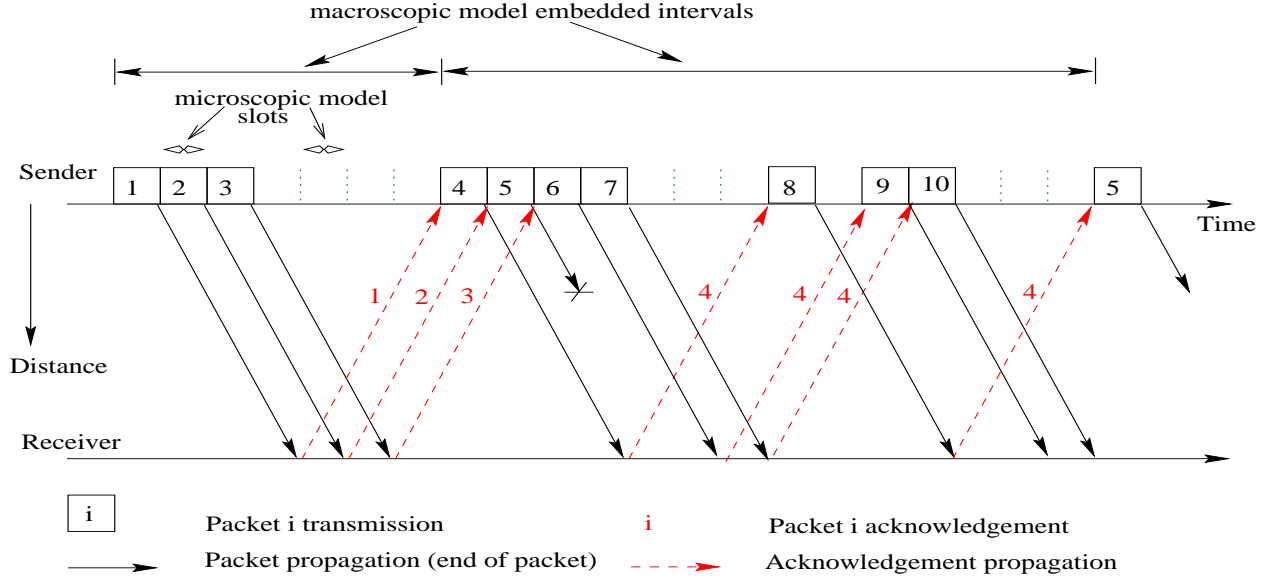 macroscopic model embedded intervals
microscopic model
slots
Sender
1 2 3 4 5 6 7 8 9 10 5
Time
1 2 3 4 4 4 4
Distance
Receiver
i Packet i transmission i Packet i acknowledgement
Packet propagation (end of packet) Acknowledgement propagation